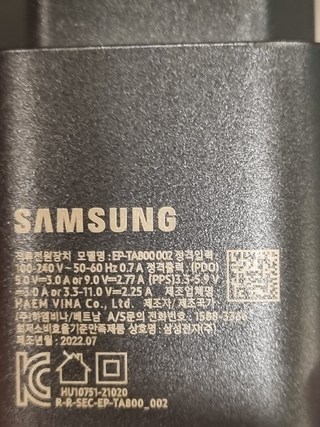 SAMSUNG
직류전원장치 모델명 : EP-TA800 002 정격입력 :
100-240 V~ 50-60 Hz 0.7 A 정격출력 : (PDO)
5.0 V⎓3.0 A or 9.0 V⎓2.77 A (PPS)3.3-5.9 V
⎓3.0 A or 3.3-11.0 V⎓2.25 A 제조업체명 :
HAEM VINA Co., Ltd. 제조자/ 제조국가 :
(주)하엠비나/베트남 A/S문의 전화번호 : 1588-3366
최저소비효율기준만족제품 상호명 : 삼성전자(주)
제조년월 : 2022.07
HU10751-21020
R-R-SEC-EP-TA800_002